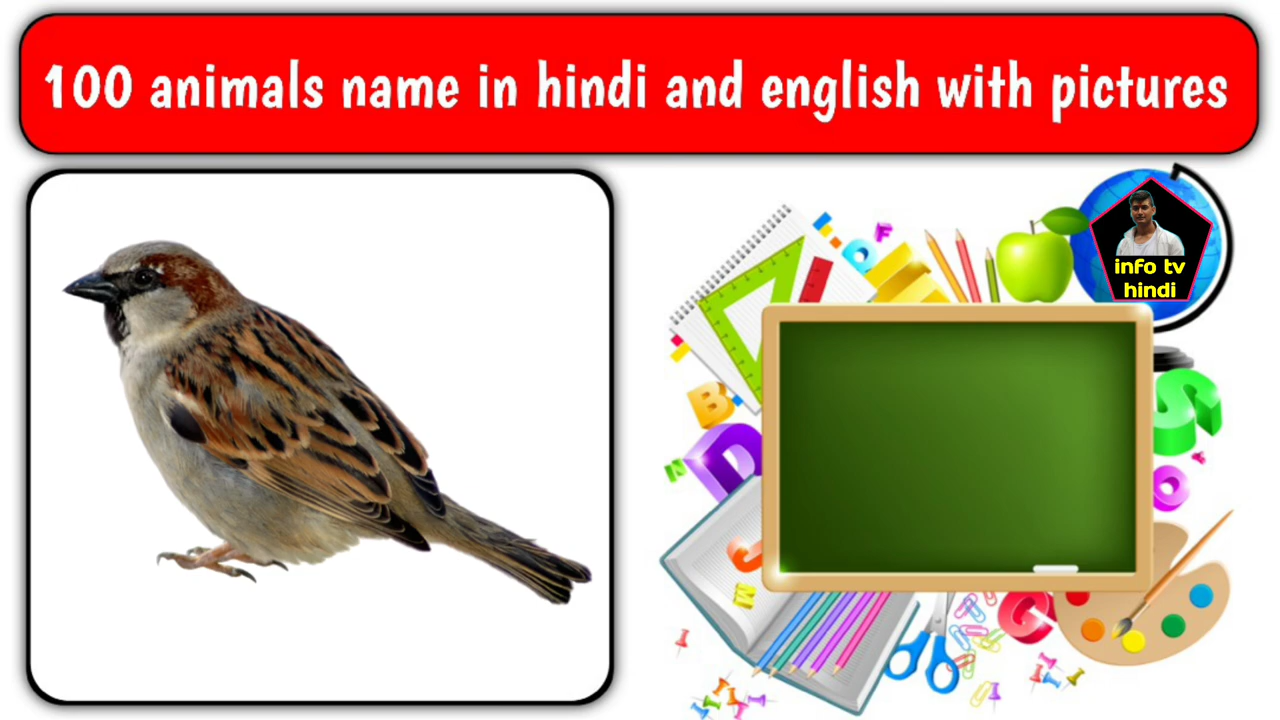 100 animals name in hindi and english with pictures
info tv
hindi